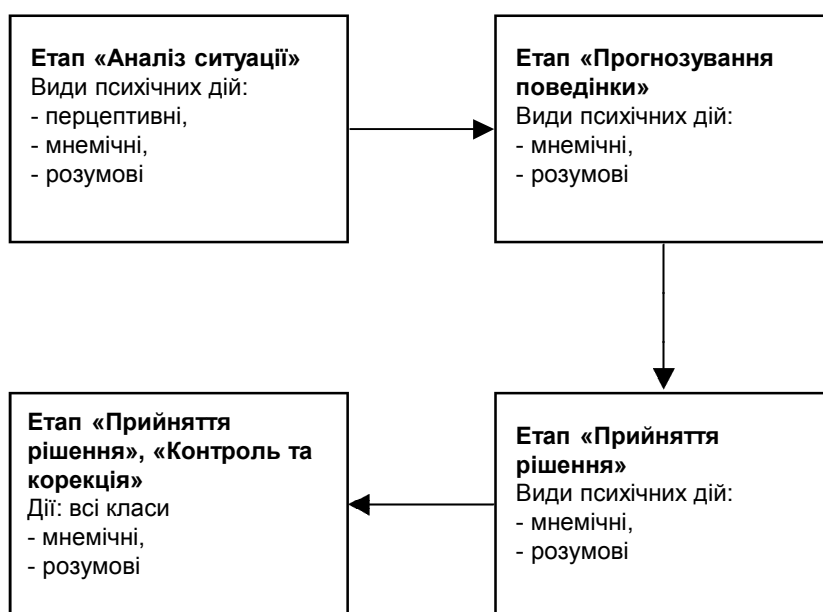 Етап «Аналіз ситуації»
Види психічних дій:
- перцептивні,
- мнемічні,
- розумові
Етап «Прогнозування
поведінки»
Види психічних дій:
- мнемічні,
- розумові
Етап «Прийняття
рішення», «Контроль та
корекція»
Дії: всі класи
- мнемічні,
- розумові
Етап «Прийняття
рішення»
Види психічних дій:
- мнемічні,
- розумові